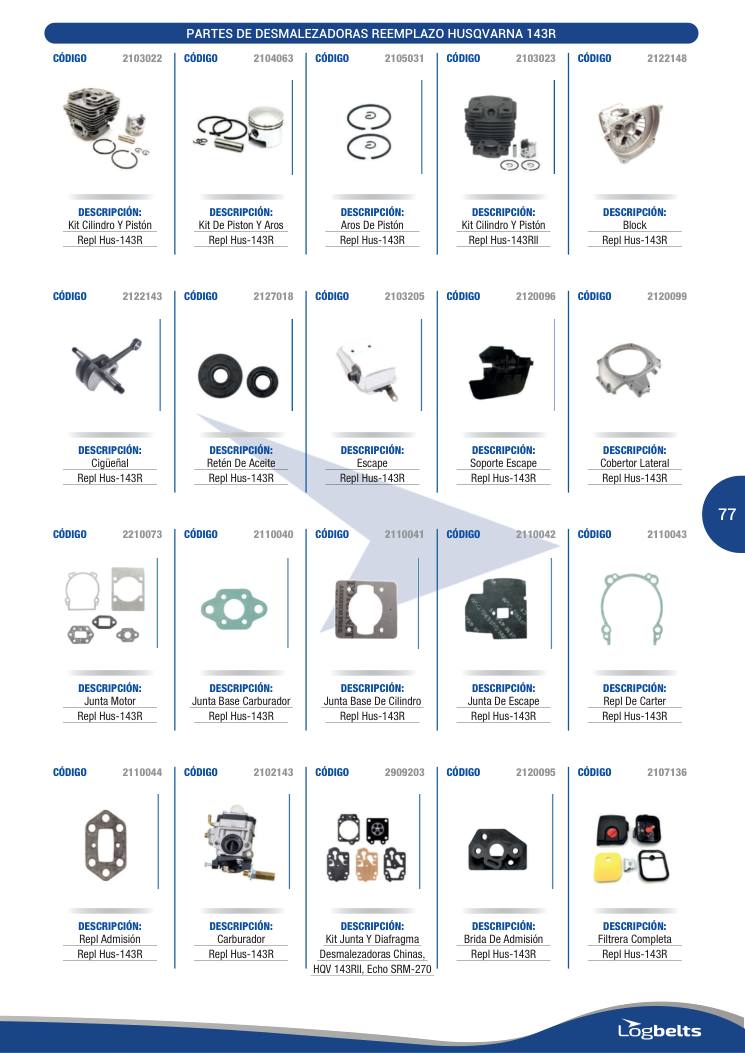 PARTES DE DESMALEZADORAS REEMPLAZO HUSQVARNA 143R
CÓDIGO 2103022
DESCRIPCIÓN:
Kit Cilindro Y Pistón
Repl Hus-143R
CÓDIGO 2104063
DESCRIPCIÓN:
Kit De Piston Y Aros
Repl Hus-143R
CÓDIGO 2105031
DESCRIPCIÓN:
Aros De Pistón
Repl Hus-143R
CÓDIGO 2103023
DESCRIPCIÓN:
Kit Cilindro Y Pistón
Repl Hus-143RII
CÓDIGO 2122148
DESCRIPCIÓN:
Block
Repl Hus-143R
CÓDIGO 2122143
DESCRIPCIÓN:
Cigüeñal
Repl Hus-143R
CÓDIGO 2127018
DESCRIPCIÓN:
Retén De Aceite
Repl Hus-143R
CÓDIGO 2103205
DESCRIPCIÓN:
Escape
Repl Hus-143R
CÓDIGO 2120096
DESCRIPCIÓN:
Soporte Escape
Repl Hus-143R
CÓDIGO 2120099
DESCRIPCIÓN:
Cobertor Lateral
Repl Hus-143R
77
CÓDIGO 2210073
DESCRIPCIÓN:
Junta Motor
Repl Hus-143R
CÓDIGO 2110040
DESCRIPCIÓN:
Junta Base Carburador
Repl Hus-143R
CÓDIGO 2110041
DESCRIPCIÓN:
Junta Base De Cilindro
Repl Hus-143R
CÓDIGO 2110042
DESCRIPCIÓN:
Junta De Escape
Repl Hus-143R
CÓDIGO 2110043
DESCRIPCIÓN:
Repl De Carter
Repl Hus-143R
CÓDIGO 2110044
DESCRIPCIÓN:
Repl Admisión
Repl Hus-143R
CÓDIGO 2102143
DESCRIPCIÓN:
Carburador
Repl Hus-143R
CÓDIGO 2909203
DESCRIPCIÓN:
Kit Junta Y Diafragma
Desmalezadoras Chinas,
HQV 143RII, Echo SRM-270
CÓDIGO 2120095
DESCRIPCIÓN:
Brida De Admisión
Repl Hus-143R
CÓDIGO 2107136
DESCRIPCIÓN:
Filtrera Completa
Repl Hus-143R
Logbelts